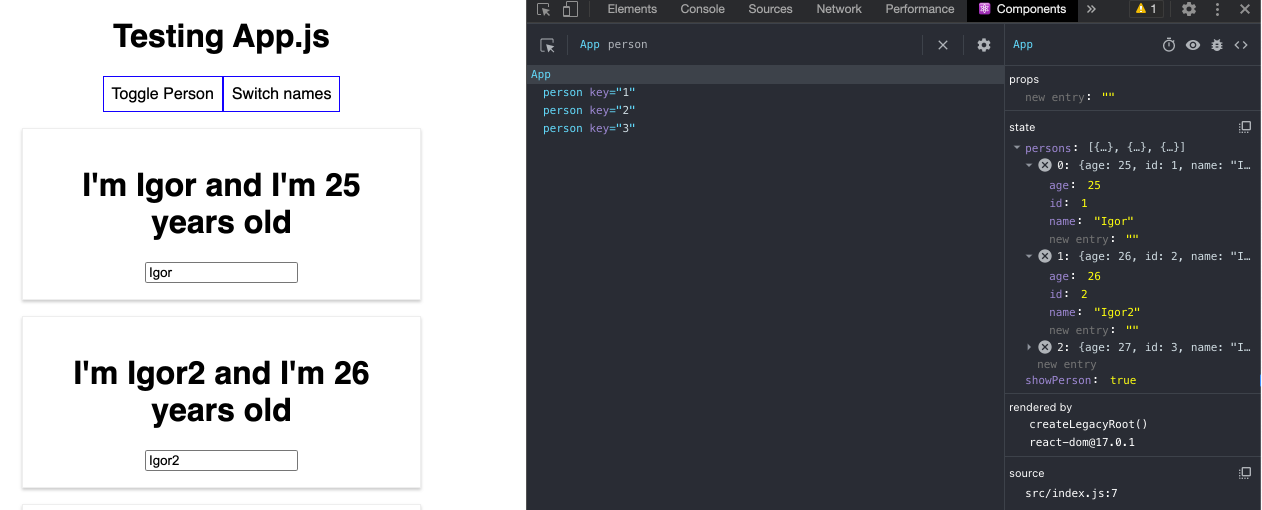 Testing App.js
Toggle Person Switch names
I'm Igor and I'm 25
years old
Igor
I'm Igor2 and I'm 26
years old
Igor2
Elements Console Sources Network Performance Components » 1
App person
App
person key="1"
person key="2"
person key="3"
App
props
new entry: ""
state
persons: [{…}, {…}, {…}]
0: {age: 25, id: 1, name: "I…
age: 25
id: 1
name: "Igor"
new entry: ""
1: {age: 26, id: 2, name: "I…
age: 26
id: 2
name: "Igor2"
new entry: ""
2: {age: 27, id: 3, name: "I…
new entry
showPerson: true
rendered by
createLegacyRoot()
react-dom@17.0.1
source
src/index.js:7